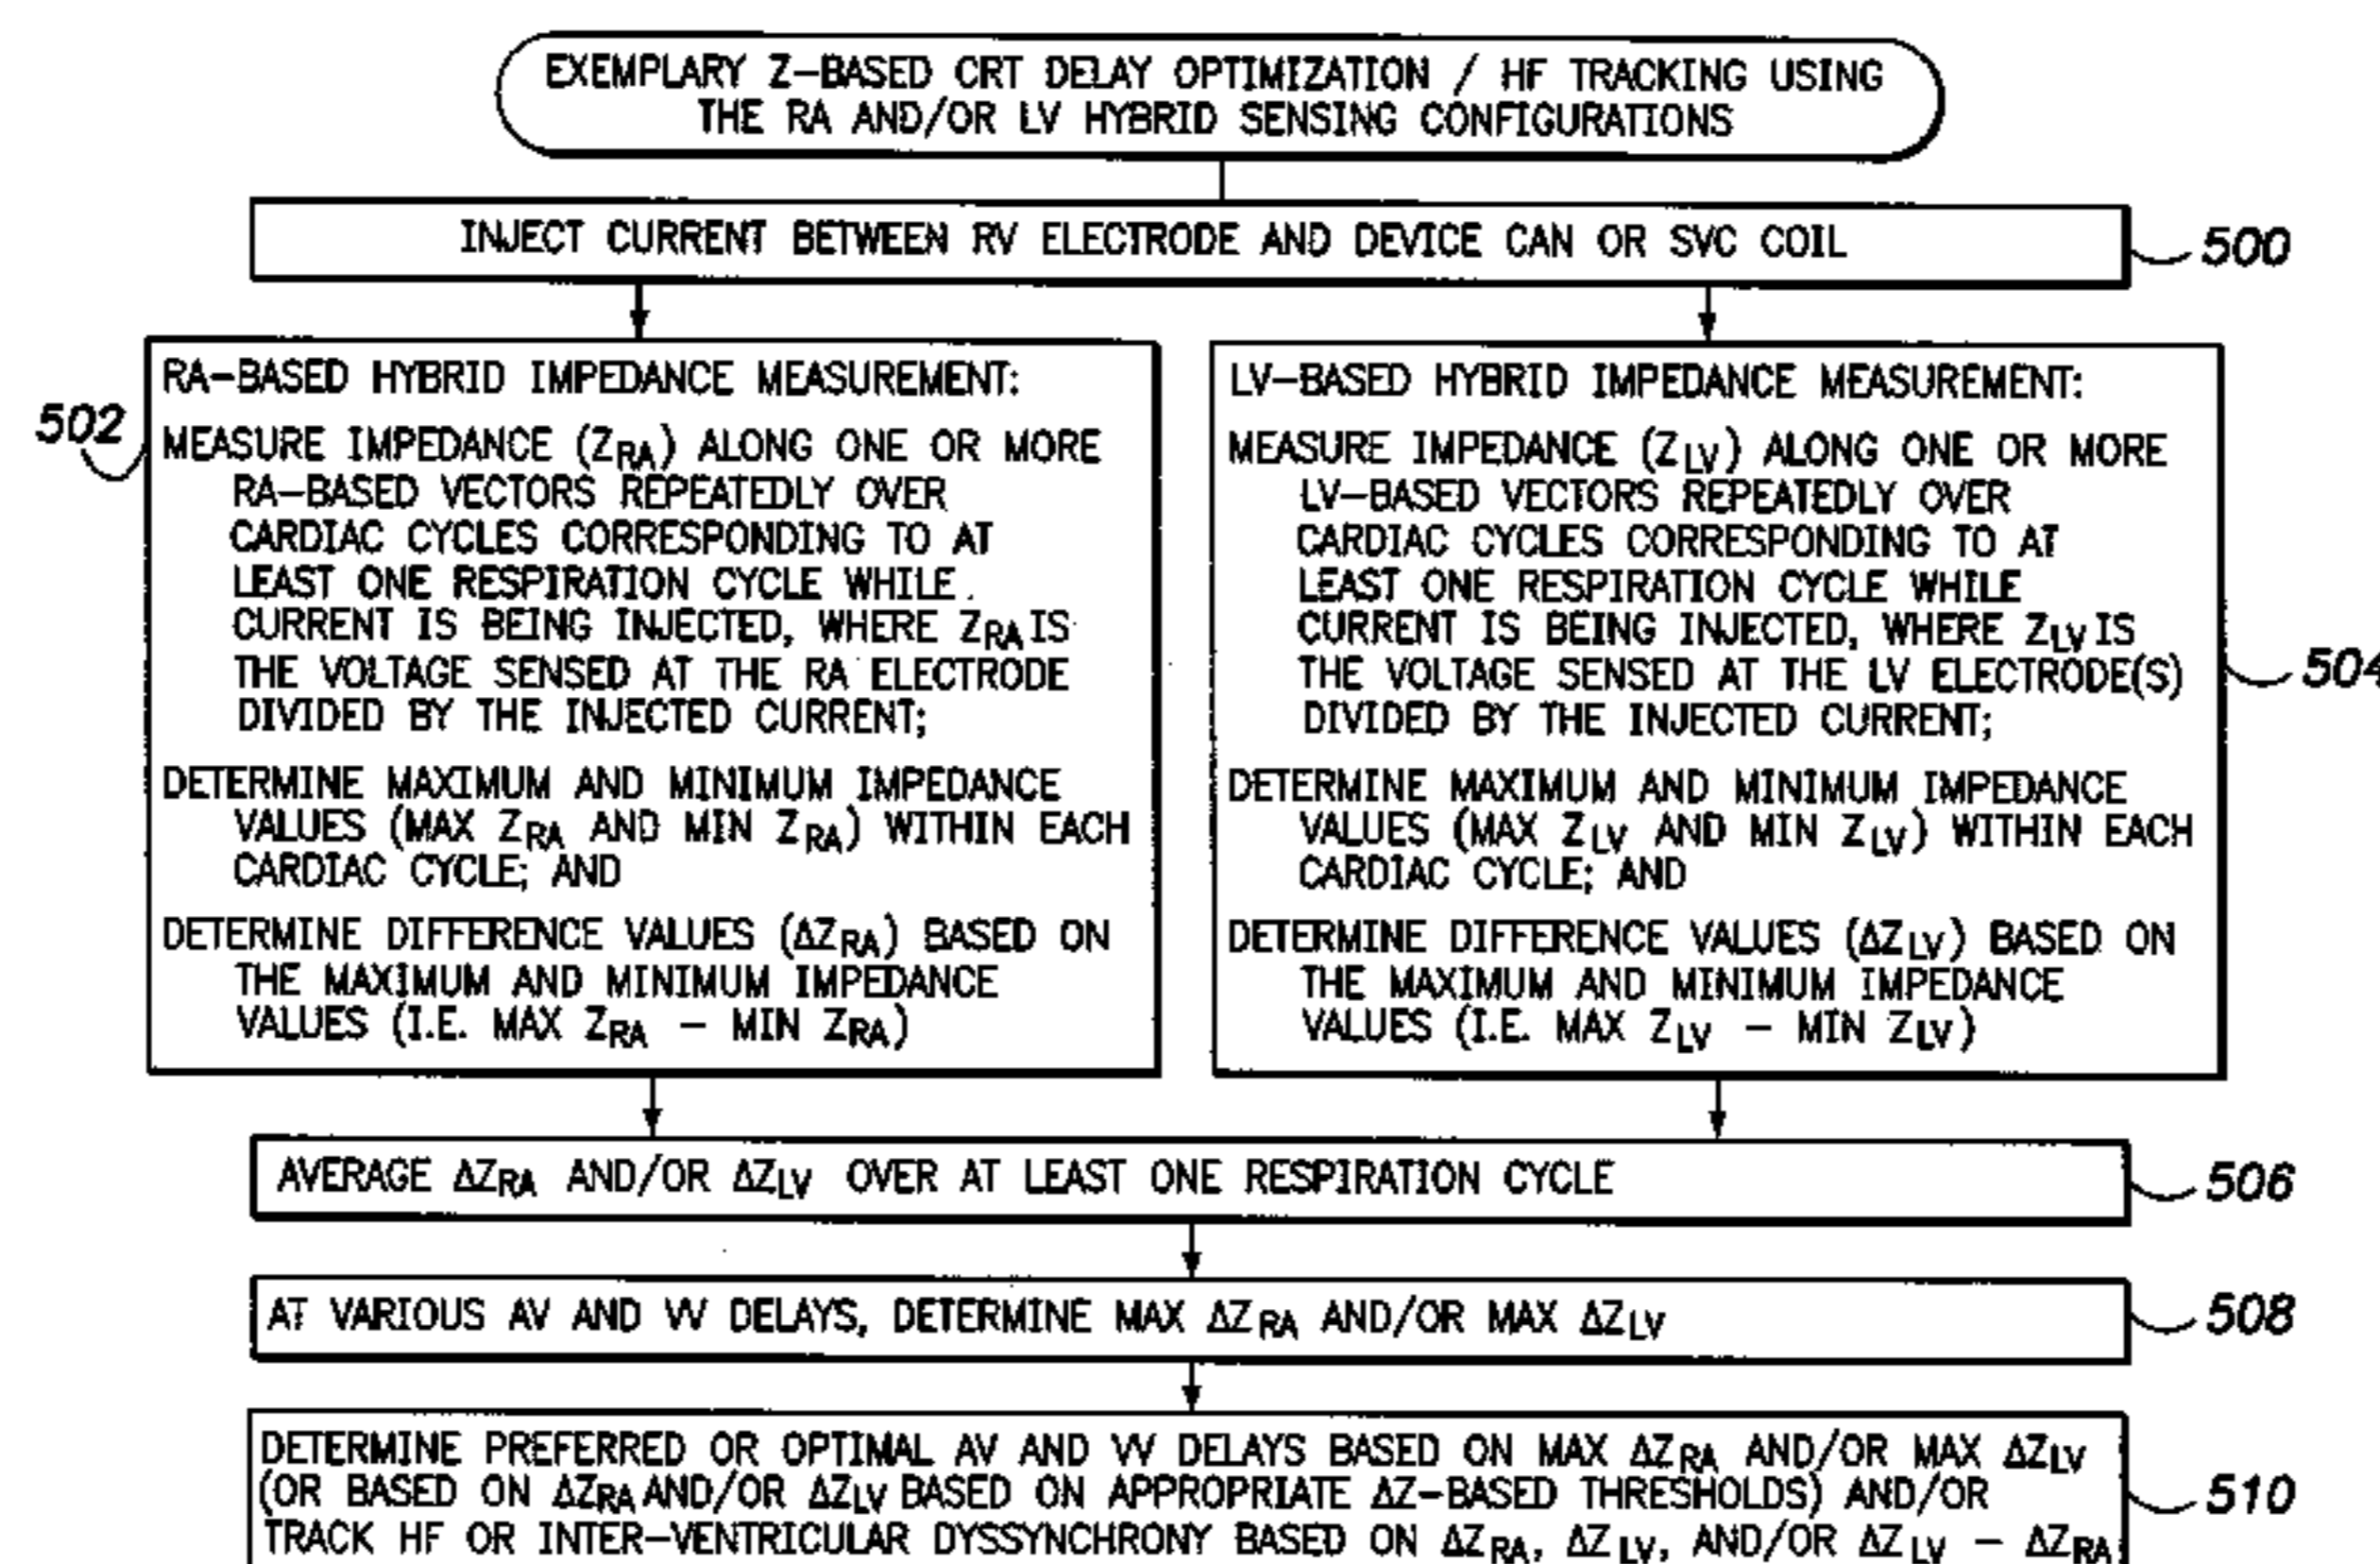 EXEMPLARY Z-BASED CRT DELAY OPTIMIZATION / HF TRACKING USING
THE RA AND/OR LV HYBRID SENSING CONFIGURATIONS
INJECT CURRENT BETWEEN RV ELECTRODE AND DEVICE CAN OR SVC COIL
500
502
RA-BASED HYBRID IMPEDANCE MEASUREMENT:
MEASURE IMPEDANCE (ZRA) ALONG ONE OR MORE
RA-BASED VECTORS REPEATEDLY OVER
CARDIAC CYCLES CORRESPONDING TO AT
LEAST ONE RESPIRATION CYCLE WHILE
CURRENT IS BEING INJECTED, WHERE ZRA IS
THE VOLTAGE SENSED AT THE RA ELECTRODE
DIVIDED BY THE INJECTED CURRENT;
DETERMINE MAXIMUM AND MINIMUM IMPEDANCE
VALUES (MAX ZRA AND MIN ZRA) WITHIN EACH
CARDIAC CYCLE; AND
DETERMINE DIFFERENCE VALUES (ΔZRA) BASED ON
THE MAXIMUM AND MINIMUM IMPEDANCE
VALUES (I.E. MAX ZRA - MIN ZRA)
LV-BASED HYBRID IMPEDANCE MEASUREMENT:
MEASURE IMPEDANCE (ZLV) ALONG ONE OR MORE
LV-BASED VECTORS REPEATEDLY OVER
CARDIAC CYCLES CORRESPONDING TO AT
LEAST ONE RESPIRATION CYCLE WHILE
CURRENT IS BEING INJECTED, WHERE ZLV IS
THE VOLTAGE SENSED AT THE LV ELECTRODE(S)
DIVIDED BY THE INJECTED CURRENT;
DETERMINE MAXIMUM AND MINIMUM IMPEDANCE
VALUES (MAX ZLV AND MIN ZLV) WITHIN EACH
CARDIAC CYCLE; AND
DETERMINE DIFFERENCE VALUES (ΔZLV) BASED ON
THE MAXIMUM AND MINIMUM IMPEDANCE
VALUES (I.E. MAX ZLV - MIN ZLV)
504
AVERAGE ΔZRA AND/OR ΔZLV OVER AT LEAST ONE RESPIRATION CYCLE
506
AT VARIOUS AV AND VV DELAYS, DETERMINE MAX ΔZRA AND/OR MAX ΔZLV
508
DETERMINE PREFERRED OR OPTIMAL AV AND VV DELAYS BASED ON MAX ΔZRA AND/OR MAX ΔZLV
(OR BASED ON ΔZRA AND/OR ΔZLV BASED ON APPROPRIATE ΔZ-BASED THRESHOLDS) AND/OR
TRACK HF OR INTER-VENTRICULAR DYSSYNCHRONY BASED ON ΔZRA, ΔZLV, AND/OR ΔZLV - ΔZRA
510